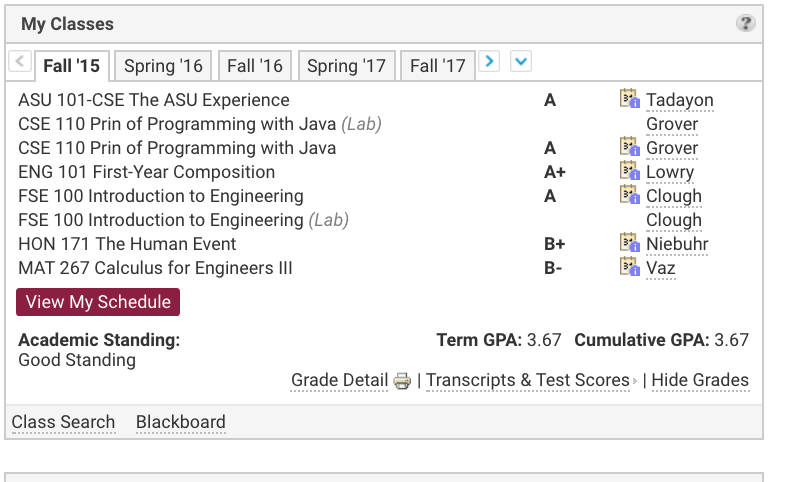 My Classes
Fall '15 Spring '16 Fall '16 Spring '17 Fall '17
ASU 101-CSE The ASU Experience A Tadayon
CSE 110 Prin of Programming with Java (Lab) Grover
CSE 110 Prin of Programming with Java A Grover
ENG 101 First-Year Composition A+ Lowry
FSE 100 Introduction to Engineering A Clough
FSE 100 Introduction to Engineering (Lab) Clough
HON 171 The Human Event B+ Niebuhr
MAT 267 Calculus for Engineers III B- Vaz
View My Schedule
Academic Standing: Term GPA: 3.67 Cumulative GPA: 3.67
Good Standing
Grade Detail | Transcripts & Test Scores | Hide Grades
Class Search Blackboard